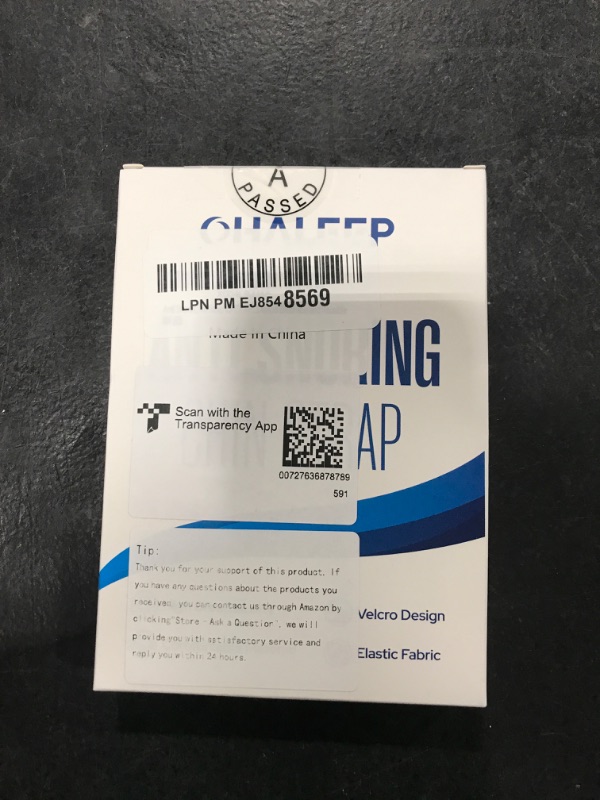 A
PASSED
LPN PM EJ8548569
Made in China
ING
Scan with the
Transparency App
AP
00727636878789
591
Tip:
Thank you for your support of this product. If
you have any questions about the products you
received, you can contact us through Amazon by
clicking"Store - Ask a Question", we will
provide you with satisfactory service and
reply you within 24 hours.
Velcro Design
Elastic Fabric